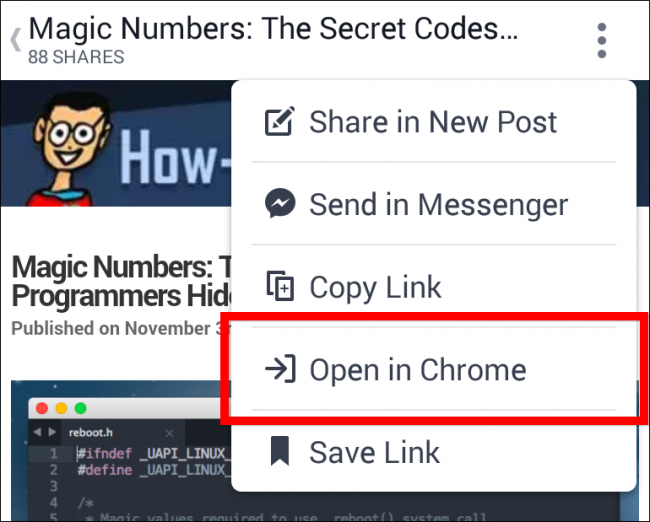 Magic Numbers: The Secret Codes...
88 SHARES
Share in New Post
How-
Send in Messenger
Magic Numbers: T
Programmers Hid
Copy Link
Published on November
Open in Chrome
reboot.h
Save Link
1 #ifndef _UAPI_LINUX_
2 #define _UAPI_LINUX_
3
4 /*
5 * Magic values required to use _reboot() system call